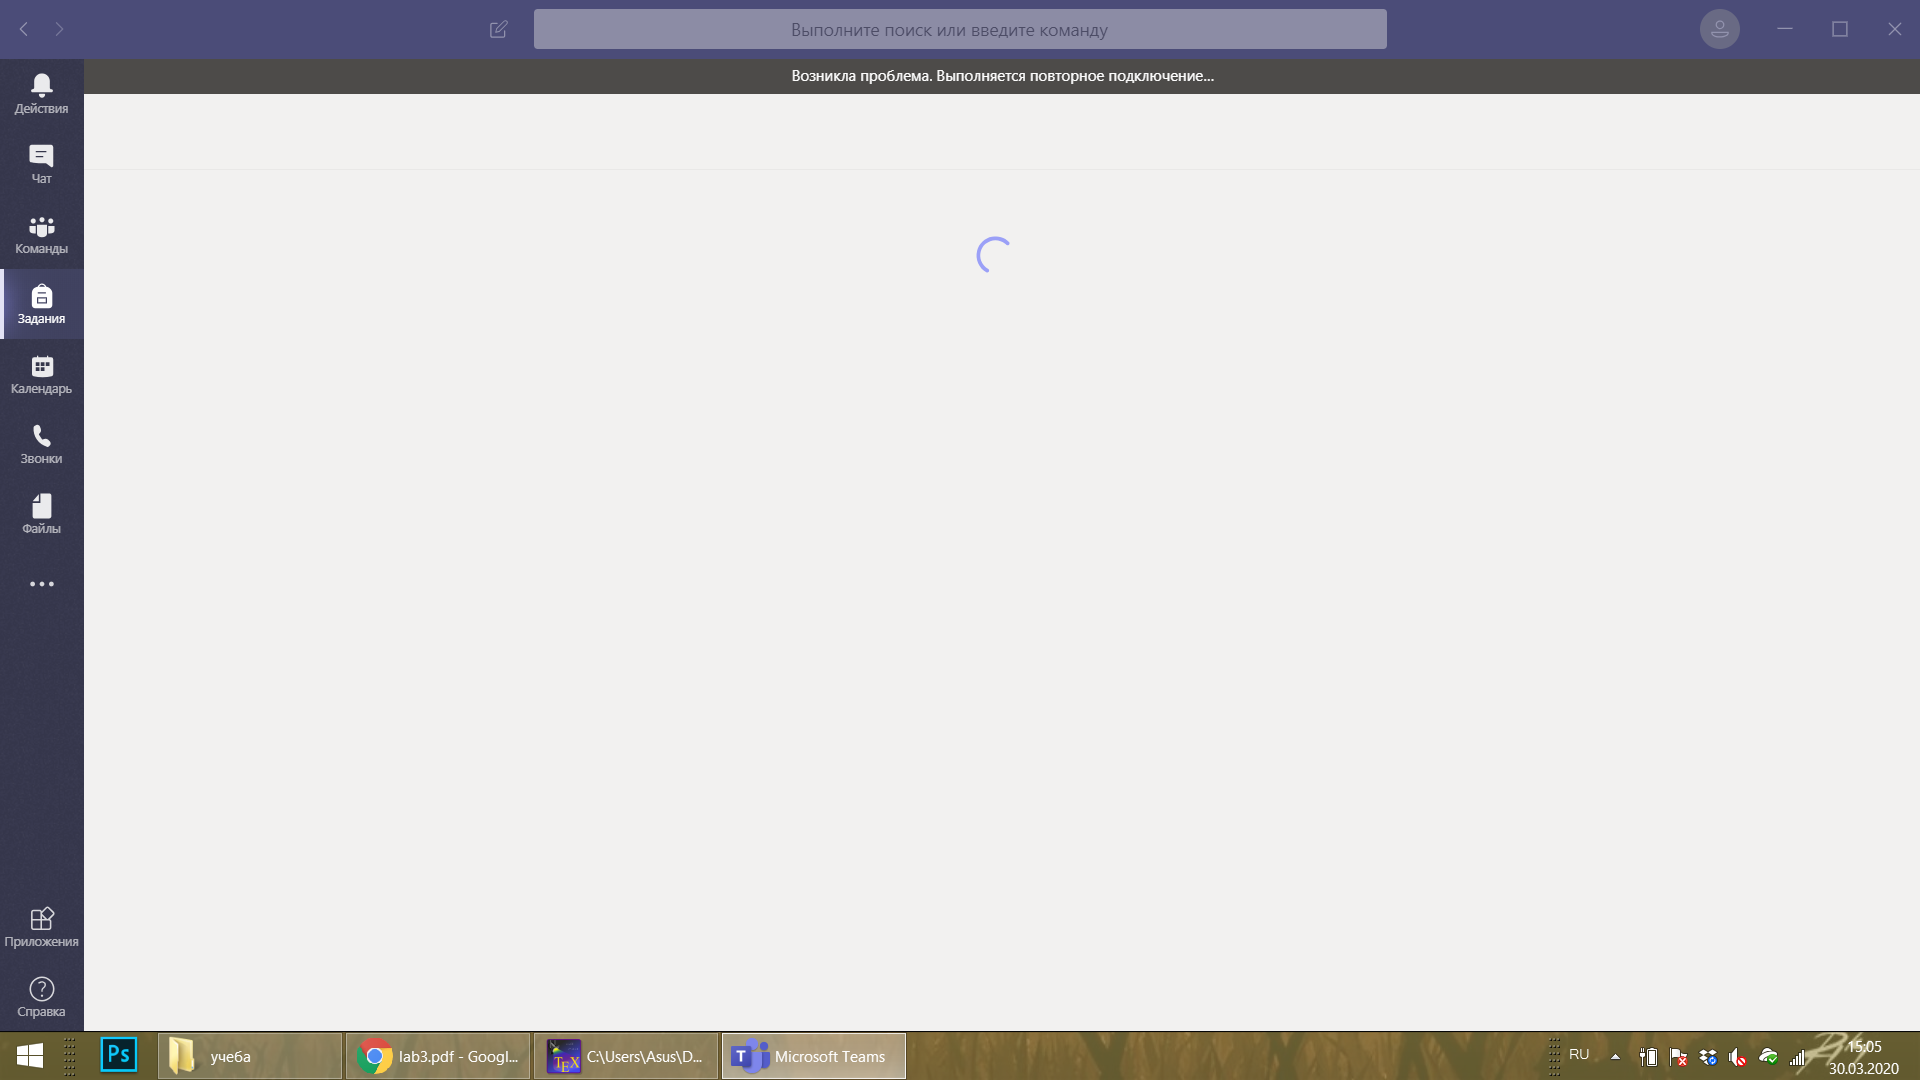 Выполните поиск или введите команду
Возникла проблема. Выполняется повторное подключение...
Действия
Чат
Команды
Задания
Календарь
Звонки
Файлы
Приложения
Справка
Ps
учеба
lab3.pdf - Googl...
TEX
C:\Users\Asus\D...
T
Microsoft Teams
RU
15:05
30.03.2020